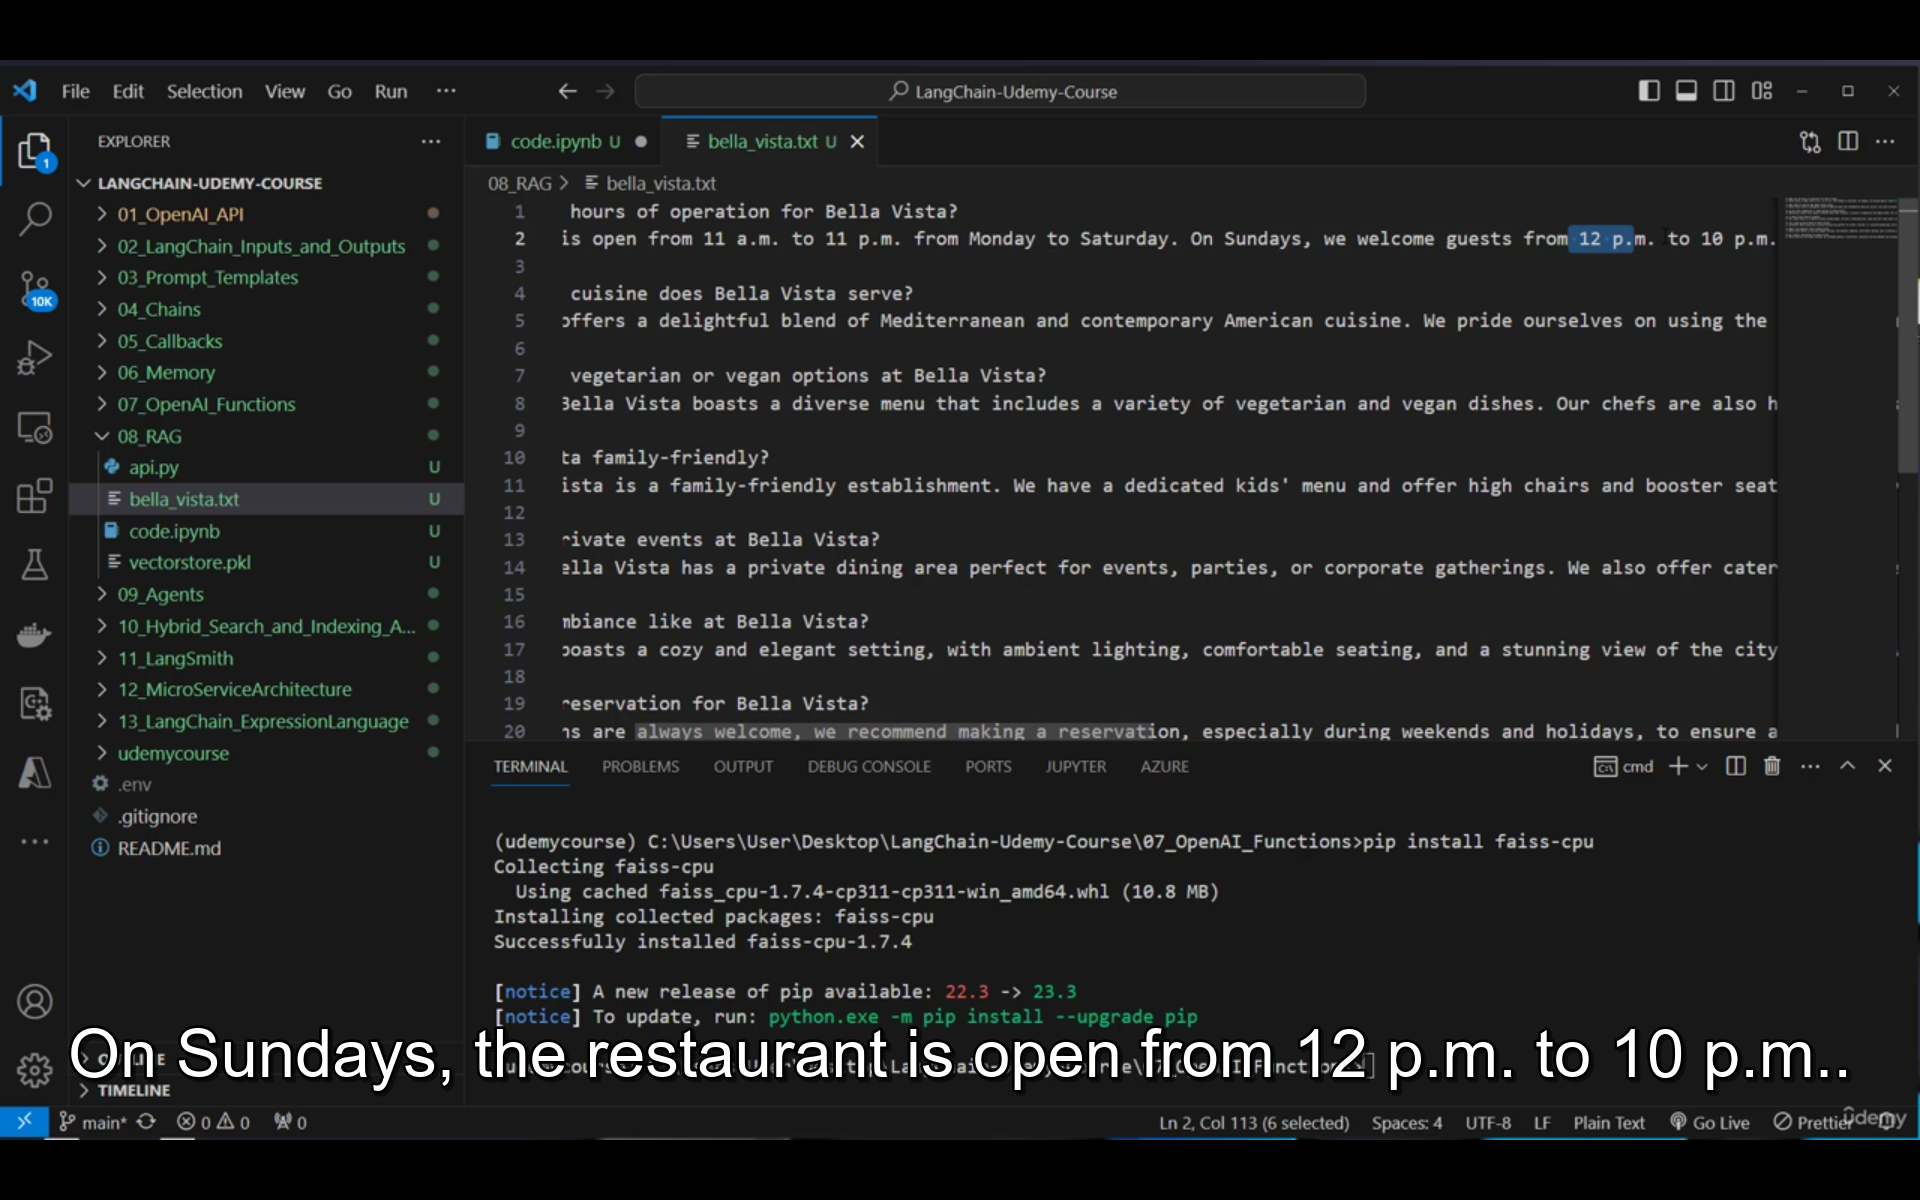 File Edit Selection View Go Run ··· LangChain-Udemy-Course
EXPLORER
LANGCHAIN-UDEMY-COURSE
01_OpenAI_API
02_LangChain_Inputs_and_Outputs
03_Prompt_Templates
04_Chains
05_Callbacks
06_Memory
07_OpenAI_Functions
08_RAG
api.py U
bella_vista.txt U
code.ipynb U
vectorstore.pkl U
09_Agents
10_Hybrid_Search_and_Indexing_A...
11_LangSmith
12_MicroServiceArchitecture
13_LangChain_ExpressionLanguage
udemycourse
.env
.gitignore
README.md
TIMELINE
1
10K
code.ipynb U bella_vista.txt U
08_RAG > bella_vista.txt
1 hours of operation for Bella Vista?
2 is open from 11 a.m. to 11 p.m. from Monday to Saturday. On Sundays, we welcome guests from 12 p.m. to 10 p.m.
3
4 cuisine does Bella Vista serve?
5 offers a delightful blend of Mediterranean and contemporary American cuisine. We pride ourselves on using the
6
7 vegetarian or vegan options at Bella Vista?
8 Bella Vista boasts a diverse menu that includes a variety of vegetarian and vegan dishes. Our chefs are also h
9
10 ta family-friendly?
11 ista is a family-friendly establishment. We have a dedicated kids' menu and offer high chairs and booster seat
12
13 rivate events at Bella Vista?
14 ella Vista has a private dining area perfect for events, parties, or corporate gatherings. We also offer cater
15
16 mbiance like at Bella Vista?
17 boasts a cozy and elegant setting, with ambient lighting, comfortable seating, and a stunning view of the city
18
19 reservation for Bella Vista?
20 ns are always welcome, we recommend making a reservation, especially during weekends and holidays, to ensure a
TERMINAL PROBLEMS OUTPUT DEBUG CONSOLE PORTS JUPYTER AZURE cmd
(udemycourse) C:\Users\User\Desktop\LangChain-Udemy-Course\07_OpenAI_Functions>pip install faiss-cpu
Collecting faiss-cpu
Using cached faiss_cpu-1.7.4-cp311-cp311-win_amd64.whl (10.8 MB)
Installing collected packages: faiss-cpu
Successfully installed faiss-cpu-1.7.4
[notice] A new release of pip available: 22.3 -> 23.3
[notice] To update, run: python.exe -m pip install --upgrade pip
On Sundays, the restaurant is open from 12 p.m. to 10 p.m..
main* 0 0 0 Ln 2, Col 113 (6 selected) Spaces: 4 UTF-8 LF Plain Text Go Live Prettier
udemy